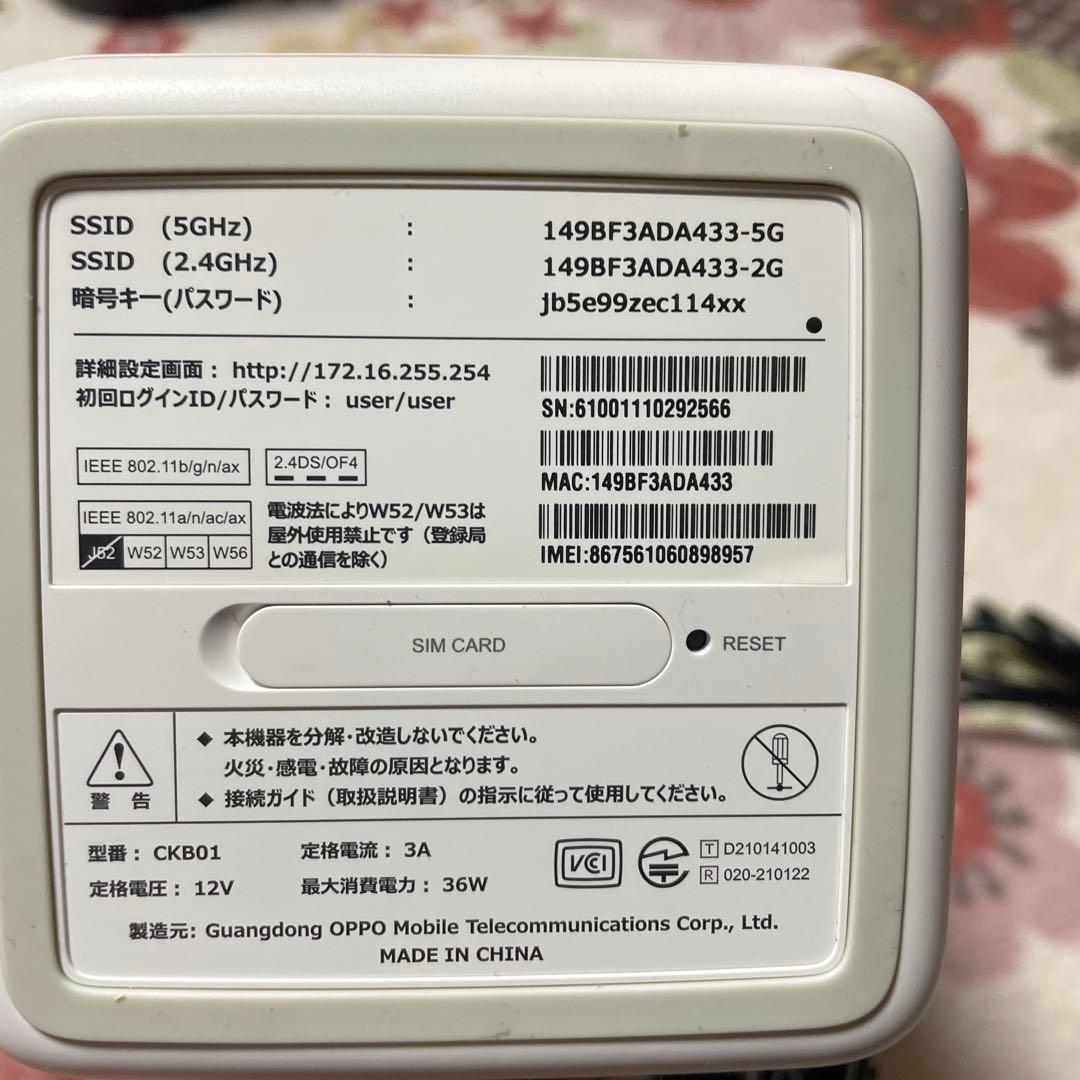 SSID (5GHz) : 149BF3ADA433-5G
SSID (2.4GHz) : 149BF3ADA433-2G
暗号キー(パスワード) : jb5e99zec114xx
詳細設定画面： http://172.16.255.254
初回ログインID/パスワード： user/user
SN:61001110292566
MAC:149BF3ADA433
IMEI:867561060898957
IEEE 802.11b/g/n/ax
2.4DS/OF4
IEEE 802.11a/n/ac/ax
J52 W52 W53 W56
電波法によりW52/W53は
屋外使用禁止です（登録局
との通信を除く）
SIM CARD
RESET
警 告
◆ 本機器を分解・改造しないでください。
火災・感電・故障の原因となります。
◆ 接続ガイド（取扱説明書）の指示に従って使用してください。
型番： CKB01 定格電流： 3A
定格電圧： 12V 最大消費電力： 36W
VCCI
T D210141003
R 020-210122
製造元: Guangdong OPPO Mobile Telecommunications Corp., Ltd.
MADE IN CHINA